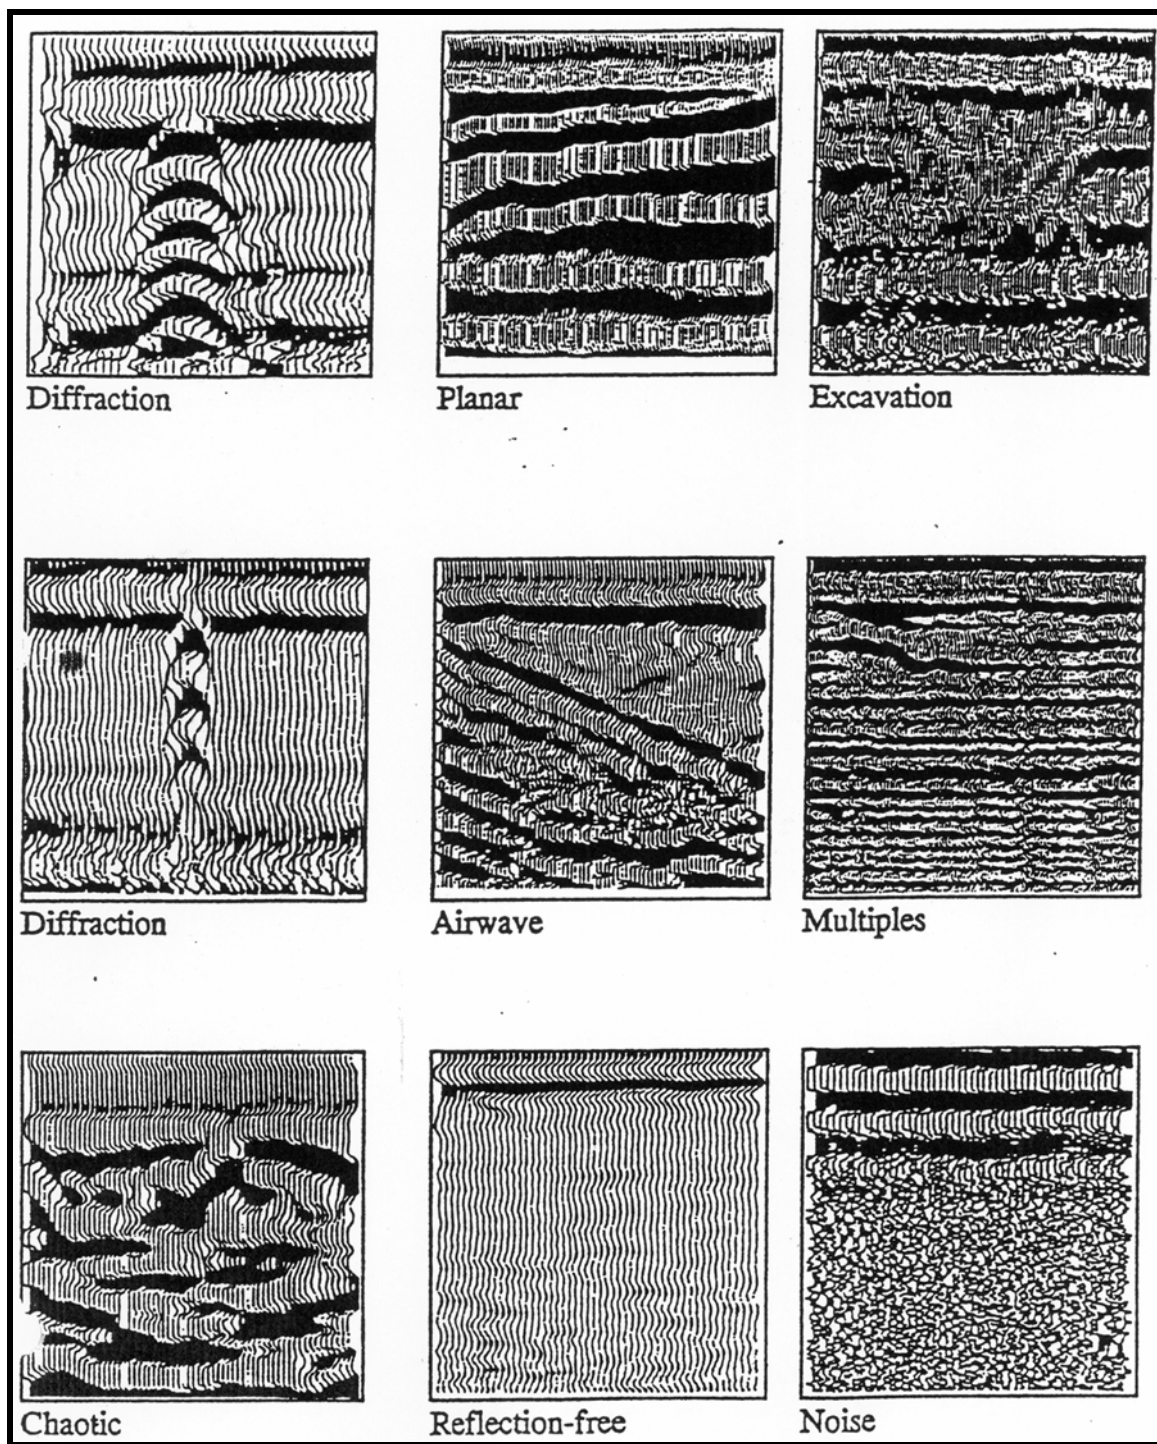 Diffraction
Planar
Excavation
Diffraction
Airwave
Multiples
Chaotic
Reflection-free
Noise